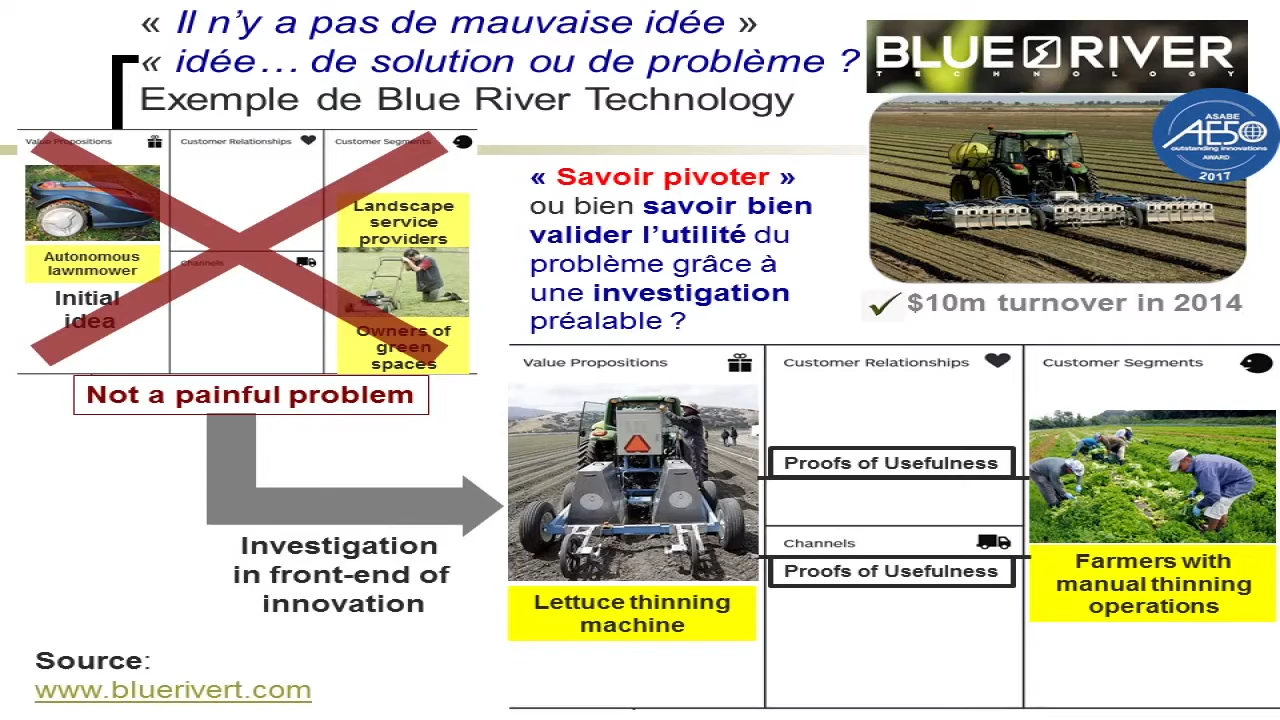 « Il n’y a pas de mauvaise idée »
« idée… de solution ou de problème ?
Exemple de Blue River Technology
BLUE RIVER
TECHNOLOGY
ASABE
AE50
outstanding innovations
AWARD
2017
$10m turnover in 2014
Value Propositions
Customer Relationships
Customer Segments
Autonomous
lawnmower
Initial
idea
Channels
Landscape
service
providers
Owners of
green
spaces
Not a painful problem
« Savoir pivoter »
ou bien savoir bien
valider l’utilité du
problème grâce à
une investigation
préalable ?
Investigation
in front-end of
innovation
Value Propositions
Customer Relationships
Customer Segments
Proofs of Usefulness
Channels
Proofs of Usefulness
Lettuce thinning
machine
Farmers with
manual thinning
operations
Source:
www.bluerivert.com